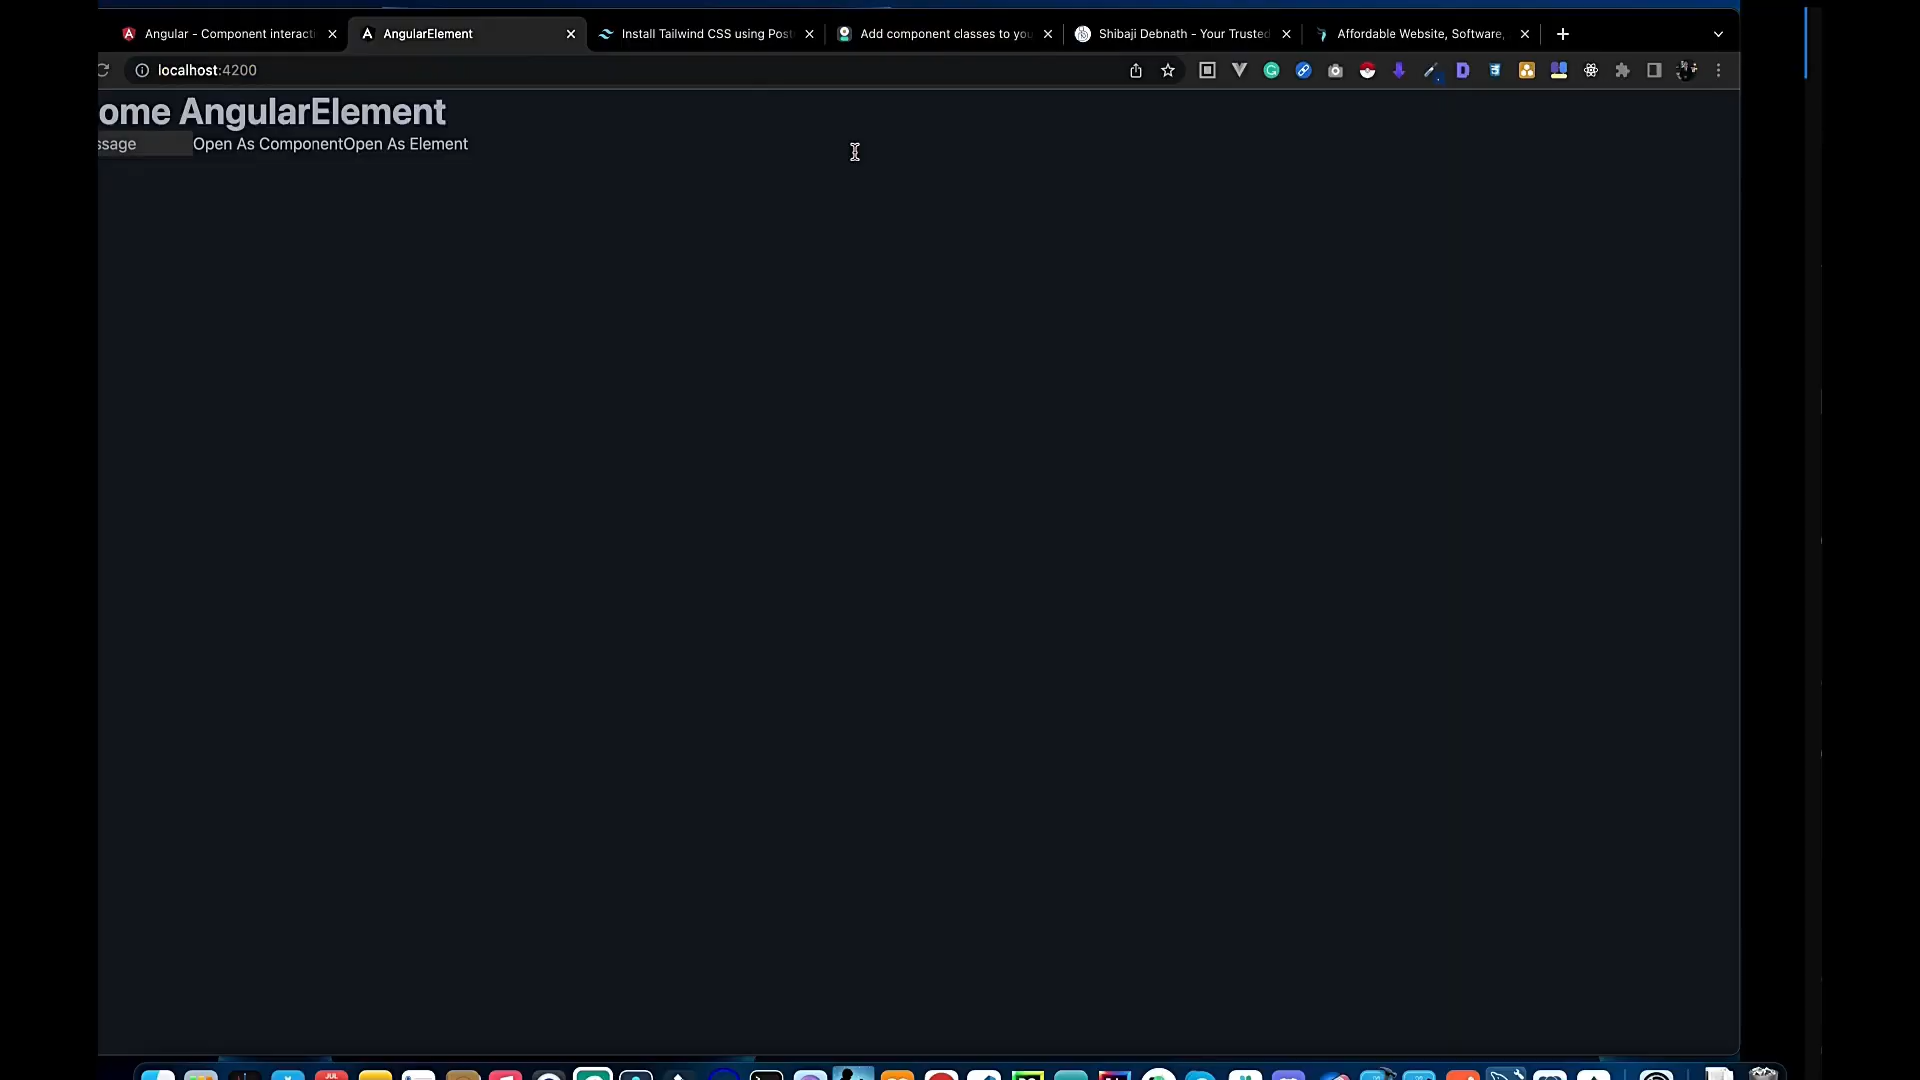 Angular - Component interacti
AngularElement
Install Tailwind CSS using Post
Add component classes to you
Shibaji Debnath - Your Trusted
Affordable Website, Software,
localhost:4200
ome AngularElement
ssage
Open As ComponentOpen As Element
JUL